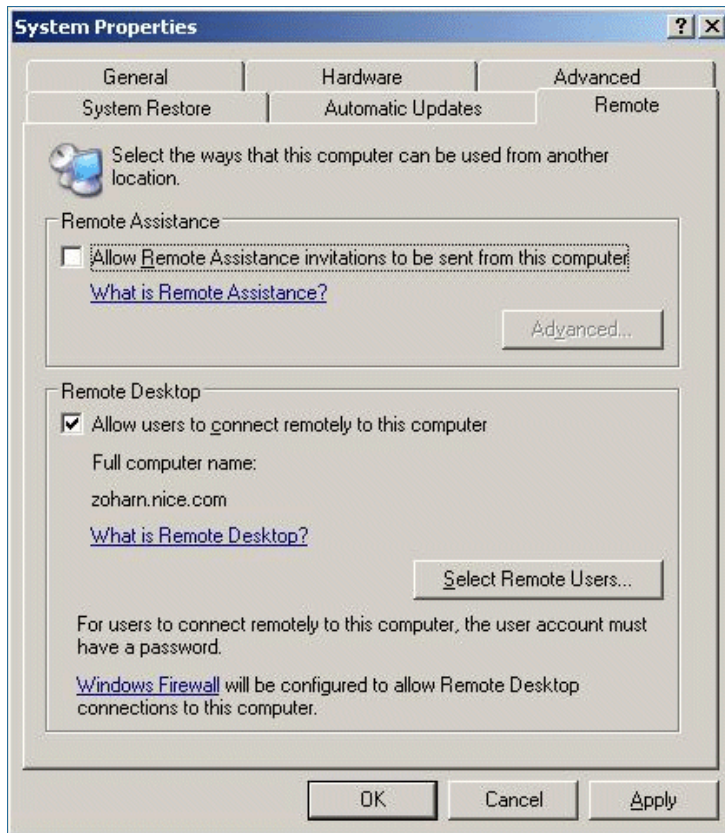 System Properties
General Hardware Advanced
System Restore Automatic Updates Remote
Select the ways that this computer can be used from another
location.
Remote Assistance
Allow Remote Assistance invitations to be sent from this computer
What is Remote Assistance?
Advanced...
Remote Desktop
Allow users to connect remotely to this computer
Full computer name:
zoharn.nice.com
What is Remote Desktop?
Select Remote Users...
For users to connect remotely to this computer, the user account must
have a password.
Windows Firewall will be configured to allow Remote Desktop
connections to this computer.
OK Cancel Apply